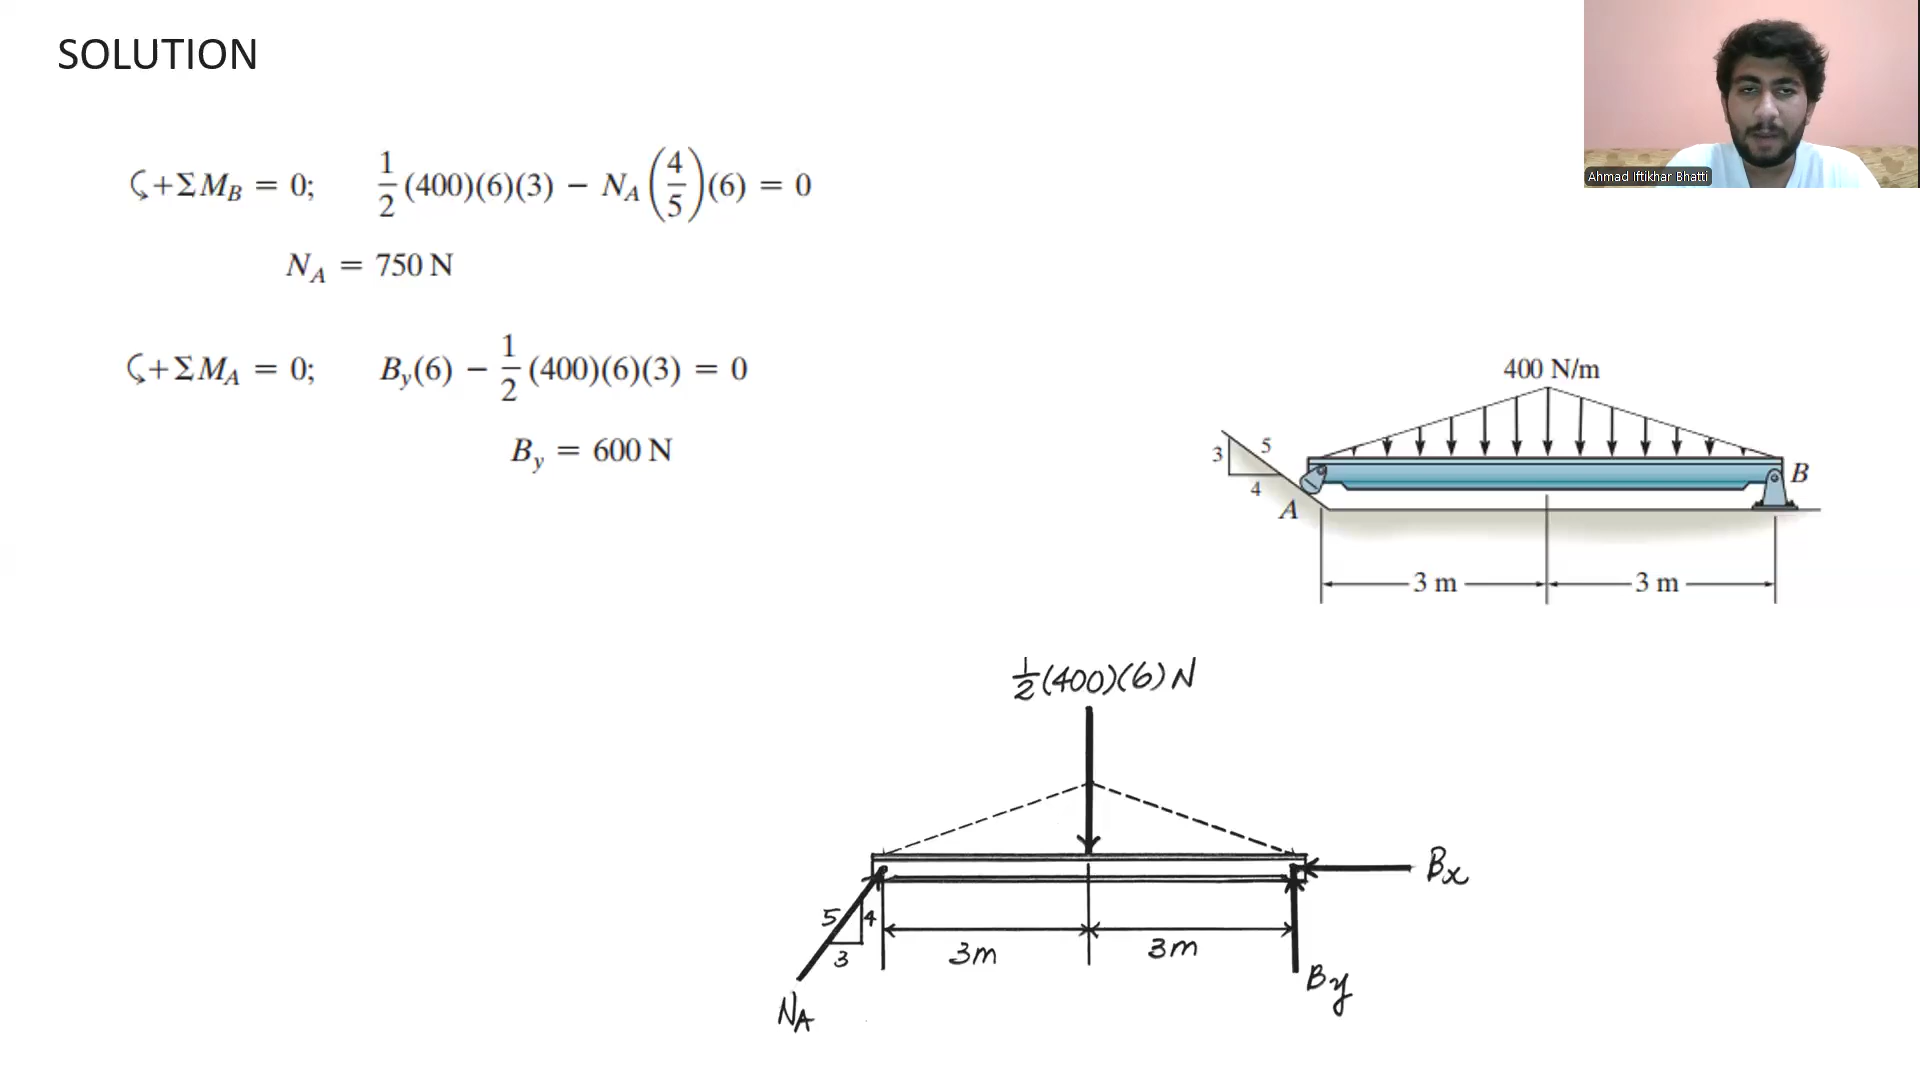 SOLUTION
Ahmad Iftikhar Bhatti
↺+ΣM_B = 0; 1/2 (400)(6)(3) − N_A (4/5)(6) = 0
N_A = 750 N
↺+ΣM_A = 0; B_y(6) − 1/2 (400)(6)(3) = 0
B_y = 600 N
400 N/m
3 5
4
A
B
3 m 3 m
1/2 (400)(6) N
B_x
5 4
3
3m 3m
B_y
N_A